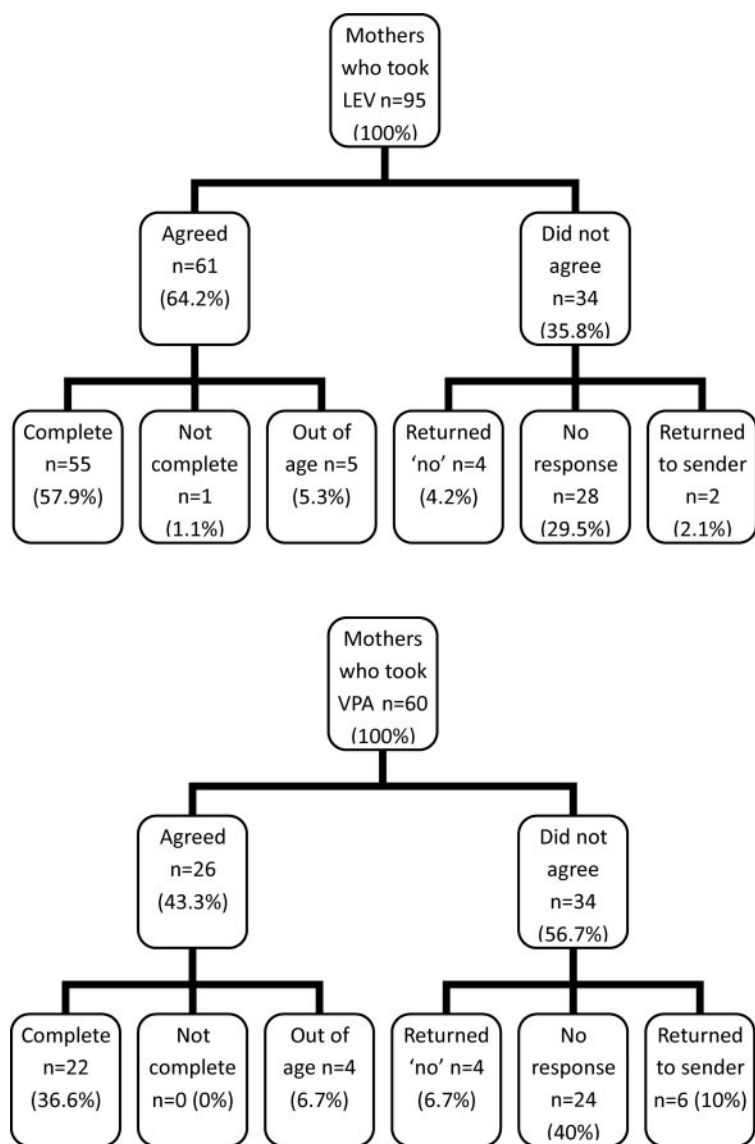 Mothers
who took
LEV n=95
(100%)
Agreed
n=61
(64.2%)
Did not
agree
n=34
(35.8%)
Complete
n=55
(57.9%)
Not
complete
n=1
(1.1%)
Out of
age n=5
(5.3%)
Returned
‘no’ n=4
(4.2%)
No
response
n=28
(29.5%)
Returned
to sender
n=2
(2.1%)
Mothers
who took
VPA n=60
(100%)
Agreed
n=26
(43.3%)
Did not
agree
n=34
(56.7%)
Complete
n=22
(36.6%)
Not
complete
n=0 (0%)
Out of
age n=4
(6.7%)
Returned
‘no’ n=4
(6.7%)
No
response
n=24
(40%)
Returned
to sender
n=6 (10%)